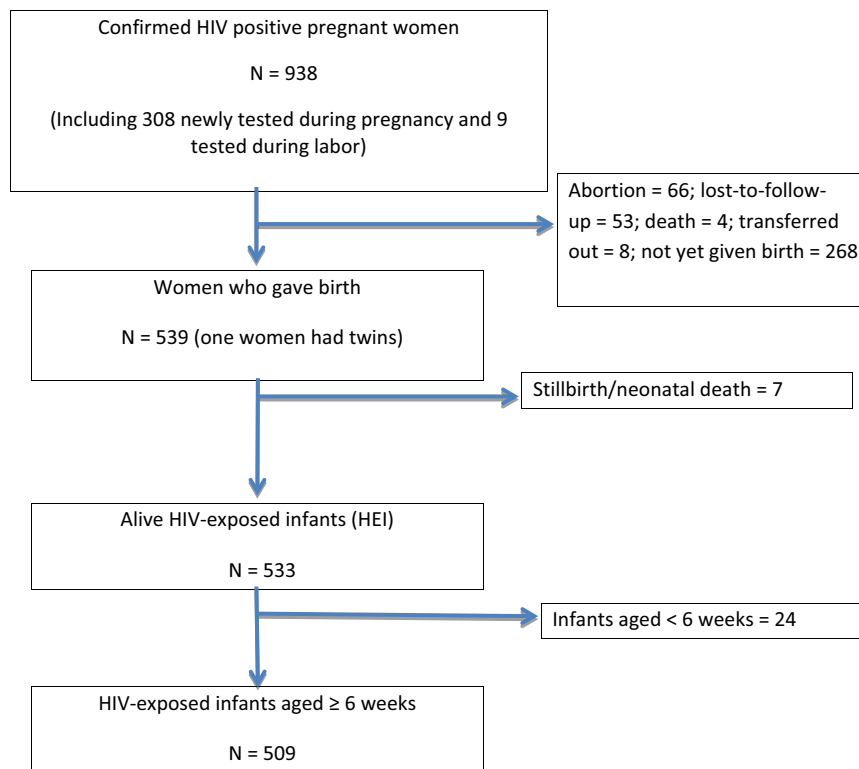 Confirmed HIV positive pregnant women
N = 938
(Including 308 newly tested during pregnancy and 9
tested during labor)
Abortion = 66; lost-to-follow-
up = 53; death = 4; transferred
out = 8; not yet given birth = 268
Women who gave birth
N = 539 (one women had twins)
Stillbirth/neonatal death = 7
Alive HIV-exposed infants (HEI)
N = 533
Infants aged < 6 weeks = 24
HIV-exposed infants aged ≥ 6 weeks
N = 509